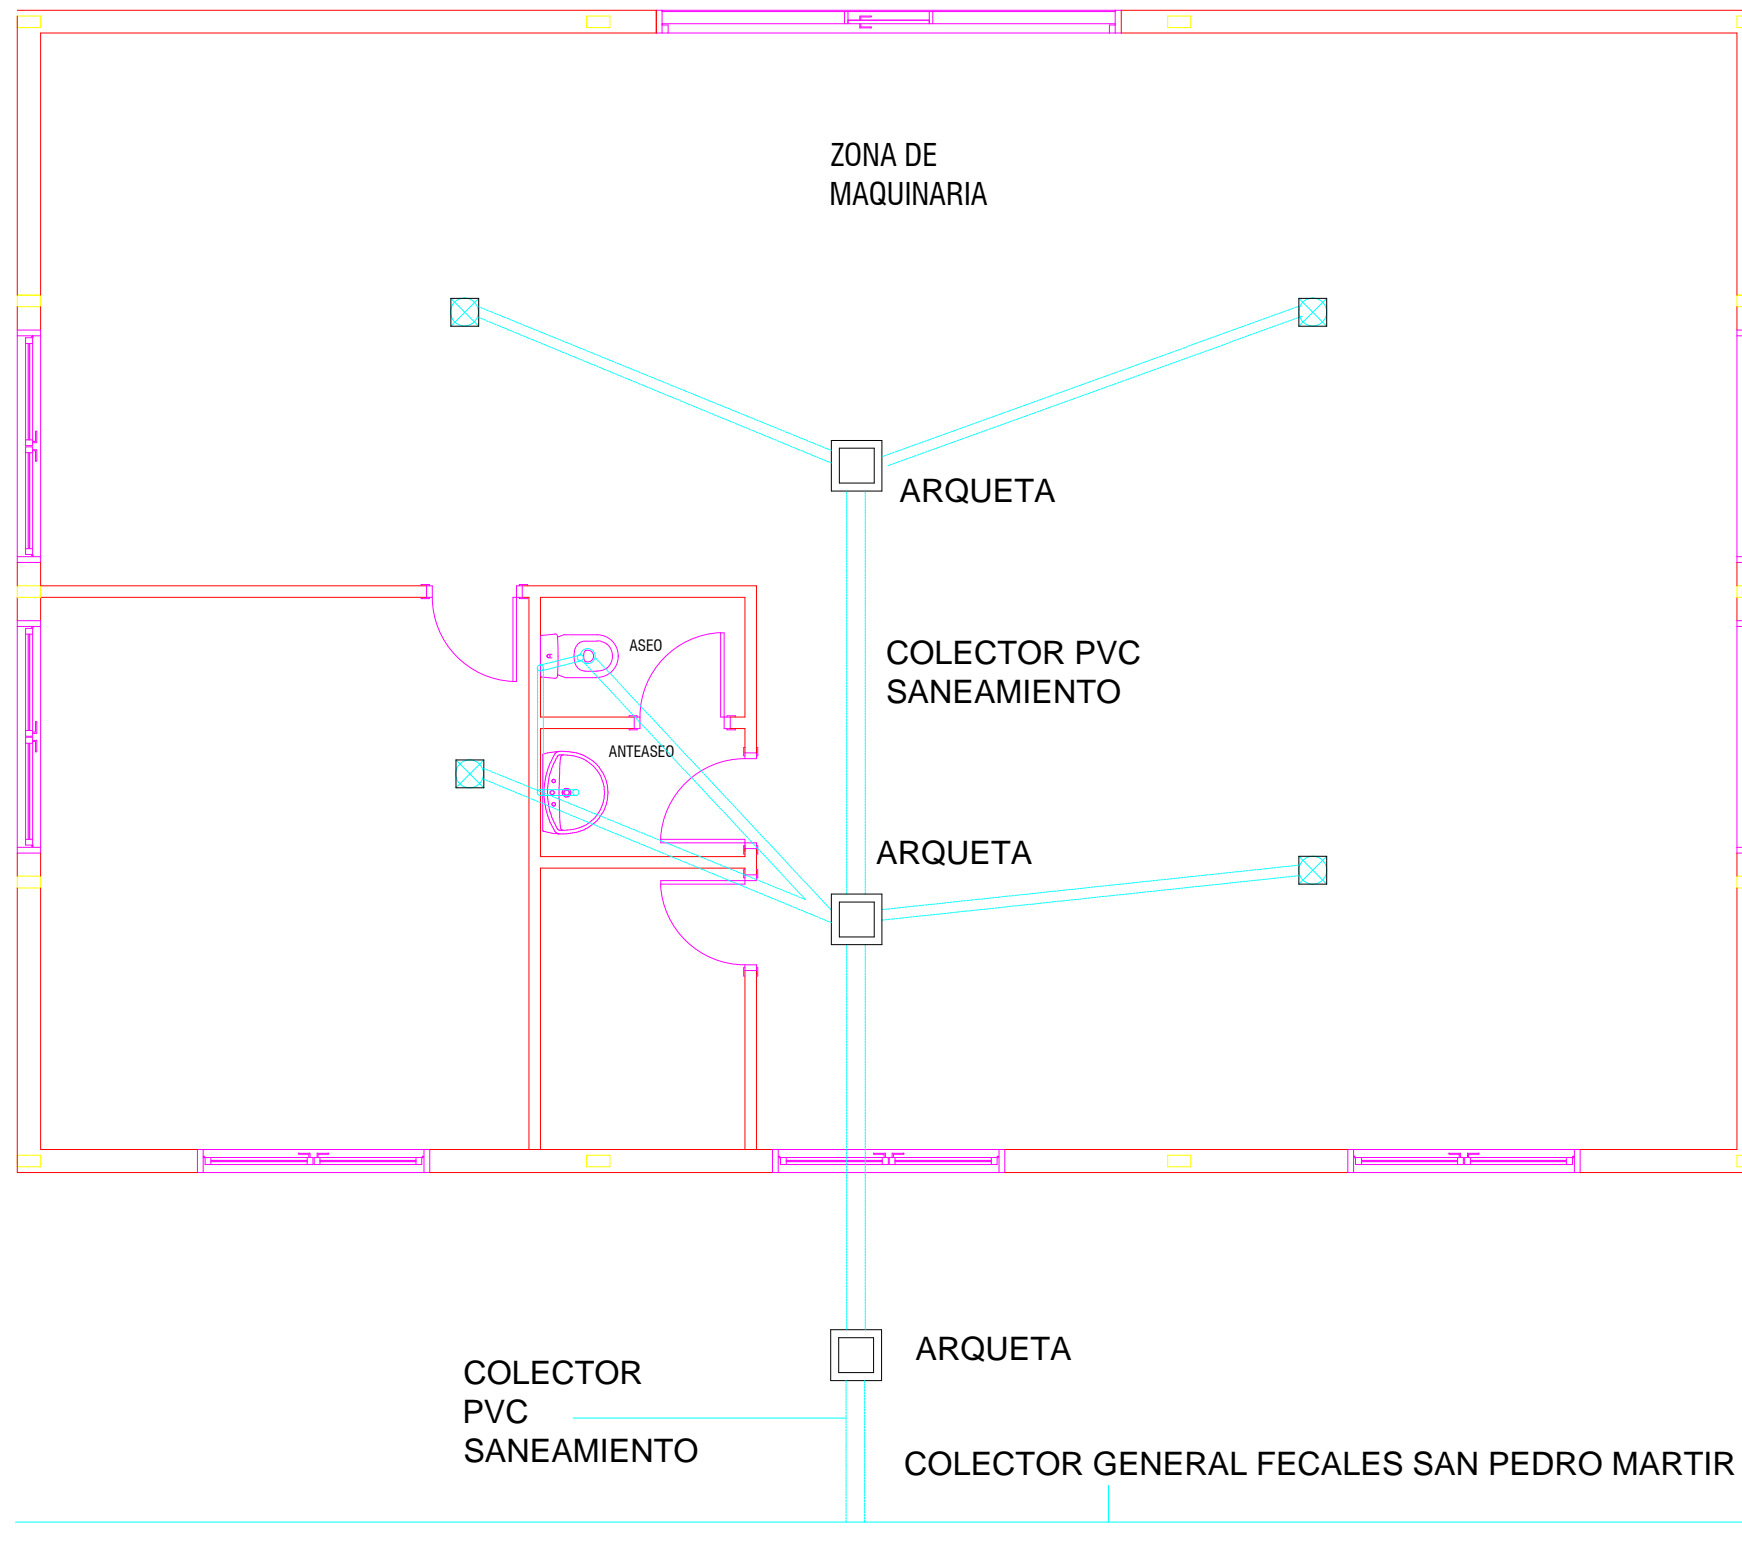 ZONA DE
MAQUINARIA
ARQUETA
ASEO
COLECTOR PVC
SANEAMIENTO
ANTEASEO
ARQUETA
ARQUETA
COLECTOR
PVC
SANEAMIENTO
COLECTOR GENERAL FECALES SAN PEDRO MARTIR